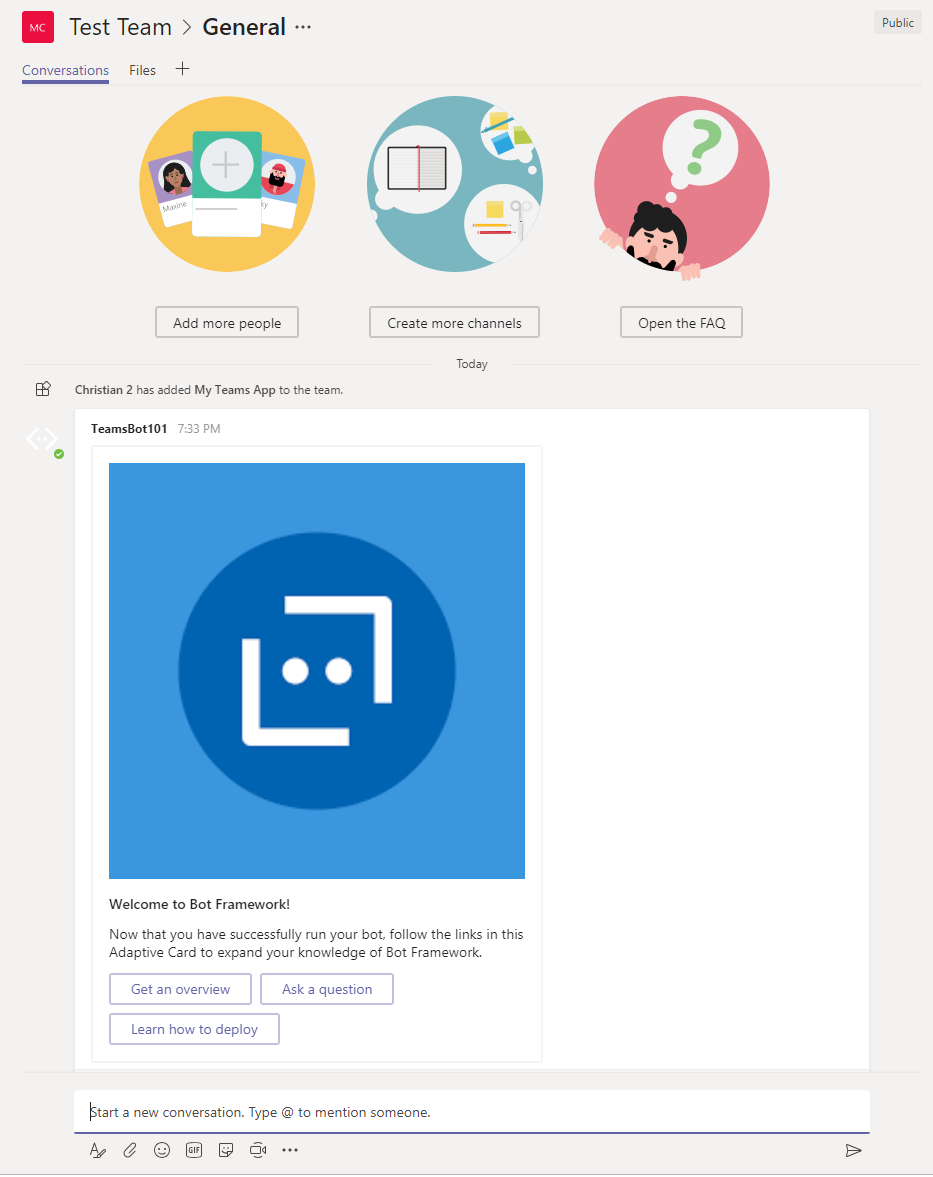 MC Test Team > General ···
Public
Conversations Files +
Maxine ky
Add more people Create more channels Open the FAQ
Today
Christian 2 has added My Teams App to the team.
TeamsBot101 7:33 PM
Welcome to Bot Framework!
Now that you have successfully run your bot, follow the links in this
Adaptive Card to expand your knowledge of Bot Framework.
Get an overview Ask a question
Learn how to deploy
Start a new conversation. Type @ to mention someone.
GIF